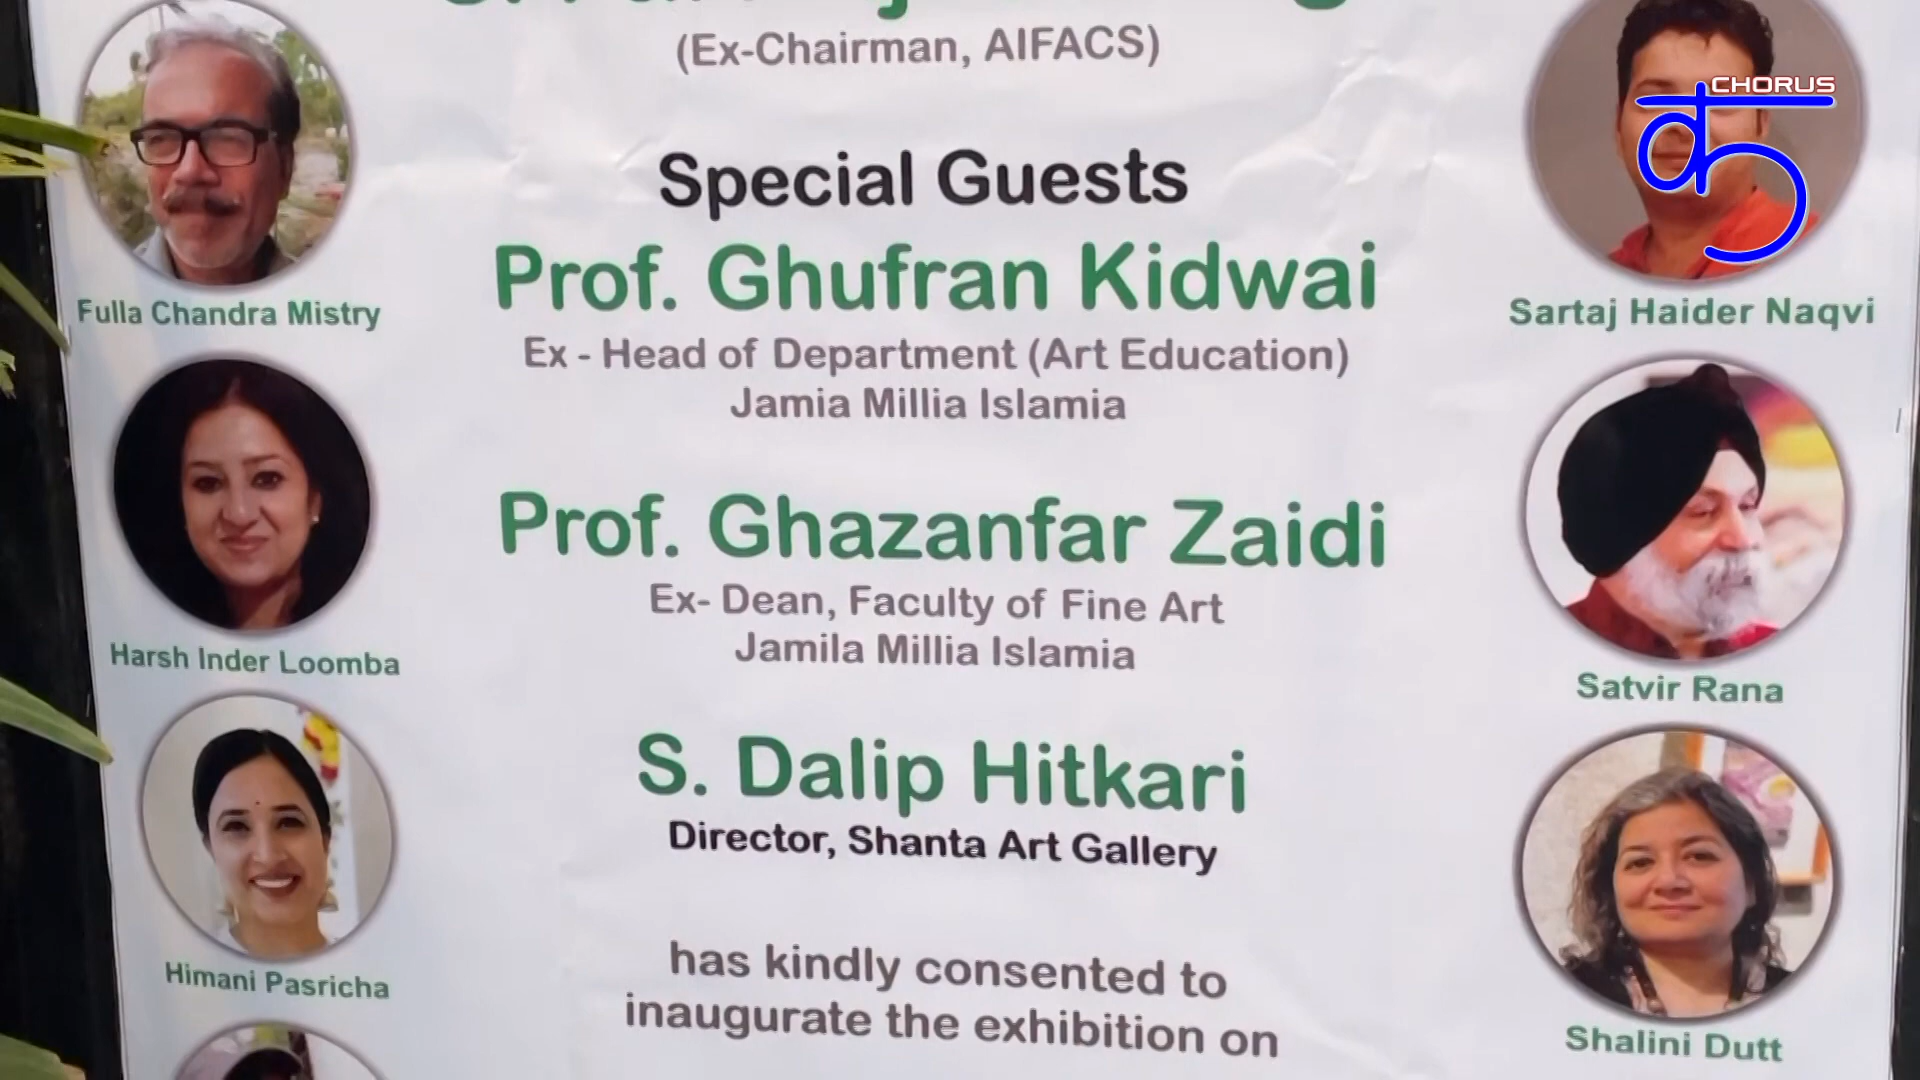 (Ex-Chairman, AIFACS)
CHORUS
क
Special Guests
Prof. Ghufran Kidwai
Ex - Head of Department (Art Education)
Jamia Millia Islamia
Prof. Ghazanfar Zaidi
Ex- Dean, Faculty of Fine Art
Jamila Millia Islamia
S. Dalip Hitkari
Director, Shanta Art Gallery
has kindly consented to
inaugurate the exhibition on
Fulla Chandra Mistry
Harsh Inder Loomba
Himani Pasricha
Sartaj Haider Naqvi
Satvir Rana
Shalini Dutt